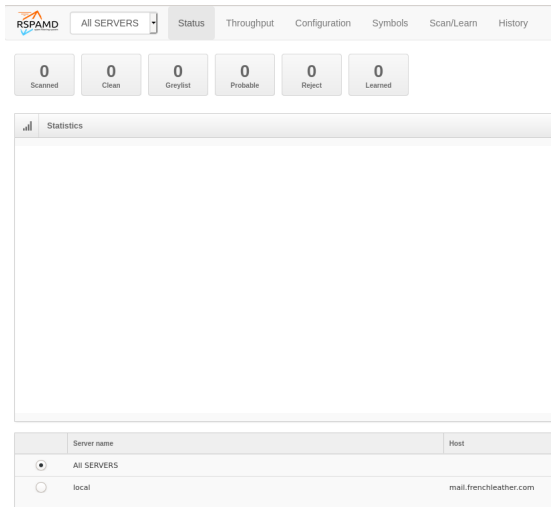 RSPAMD
All SERVERS
Status Throughput Configuration Symbols Scan/Learn History
0 0 0 0 0 0
Scanned Clean Greylist Probable Reject Learned
Statistics
Server name Host
All SERVERS
local mail.frenchleather.com